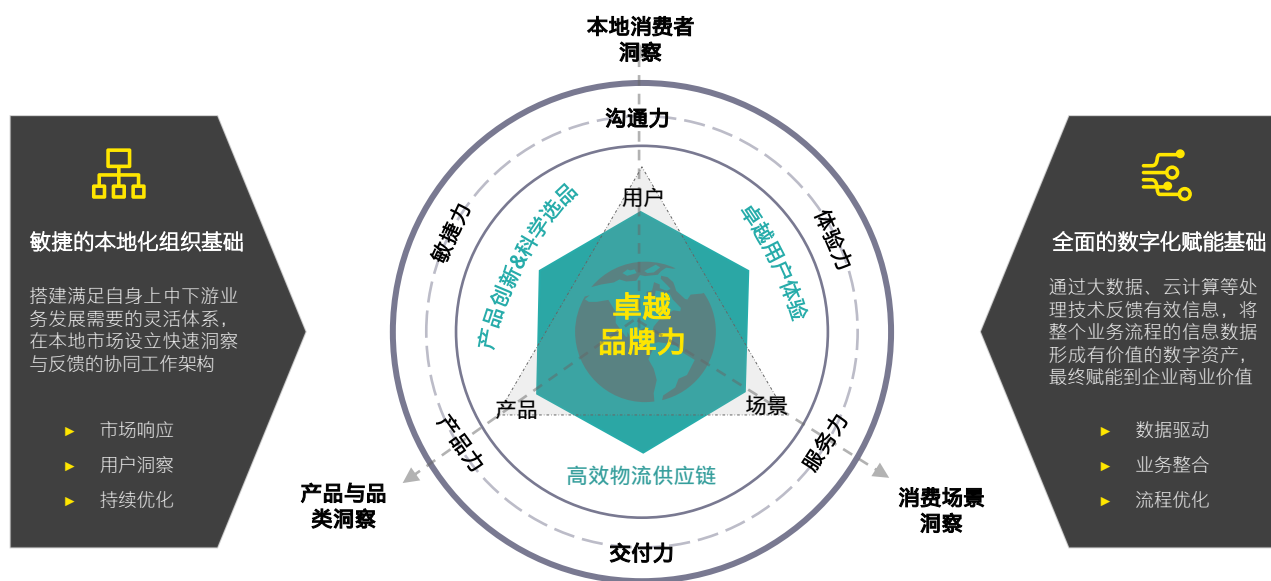 本地消费者
洞察
敏捷的本地化组织基础
搭建满足自身上中下游业
务发展需要的灵活体系，
在本地市场设立快速洞察
与反馈的协同工作架构
市场响应
用户洞察
持续优化
沟通力
敏捷力
体验力
产品创新&科学选品
用户
卓越用户体验
卓越
品牌力
产品
场景
产品力
服务力
高效物流供应链
交付力
产品与品
类洞察
消费场景
洞察
全面的数字化赋能基础
通过大数据、云计算等处
理技术反馈有效信息，将
整个业务流程的信息数据
形成有价值的数字资产，
最终赋能到企业商业价值
数据驱动
业务整合
流程优化